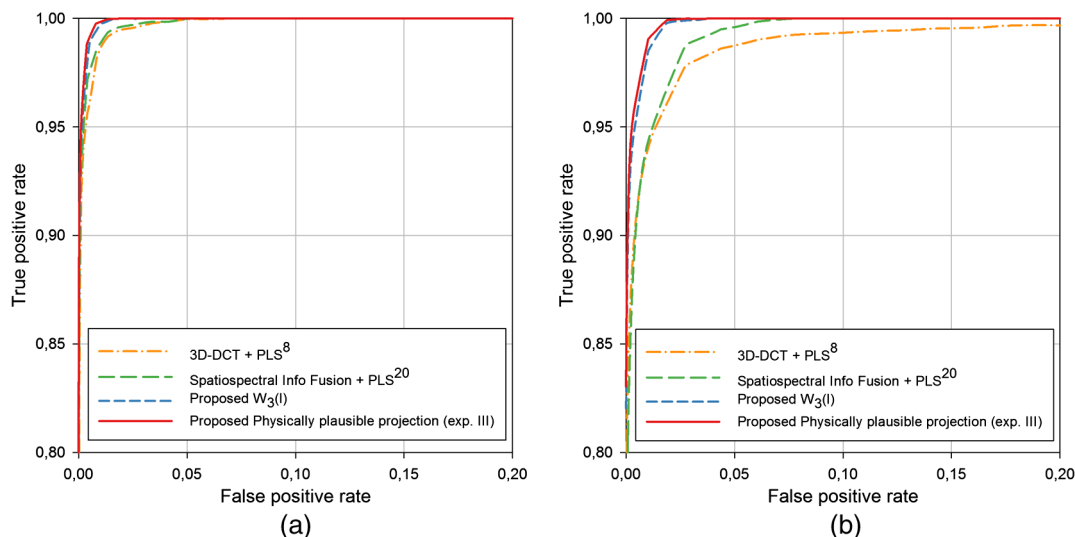 1,00
0,95
0,90
0,85
0,80
True positive rate
3D-DCT + PLS8
Spatiospectral Info Fusion + PLS20
Proposed W3(I)
Proposed Physically plausible projection (exp. III)
0,00 0,05 0,10 0,15 0,20
False positive rate
(a)
1,00
0,95
0,90
0,85
0,80
True positive rate
3D-DCT + PLS8
Spatiospectral Info Fusion + PLS20
Proposed W3(I)
Proposed Physically plausible projection (exp. III)
0,00 0,05 0,10 0,15 0,20
False positive rate
(b)